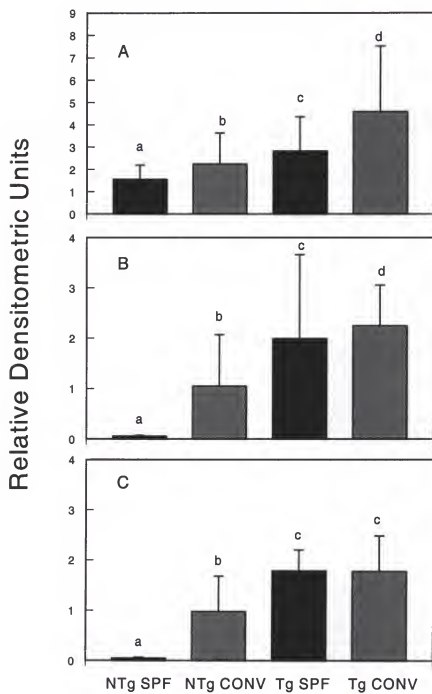 Relative Densitometric Units
9
A
8
7
6
5
4
3
2
1
0
a
b
c
d
4
B
3
2
1
0
a
b
c
d
4
C
3
2
1
0
a
b
c
c
NTg SPF NTg CONV Tg SPF Tg CONV